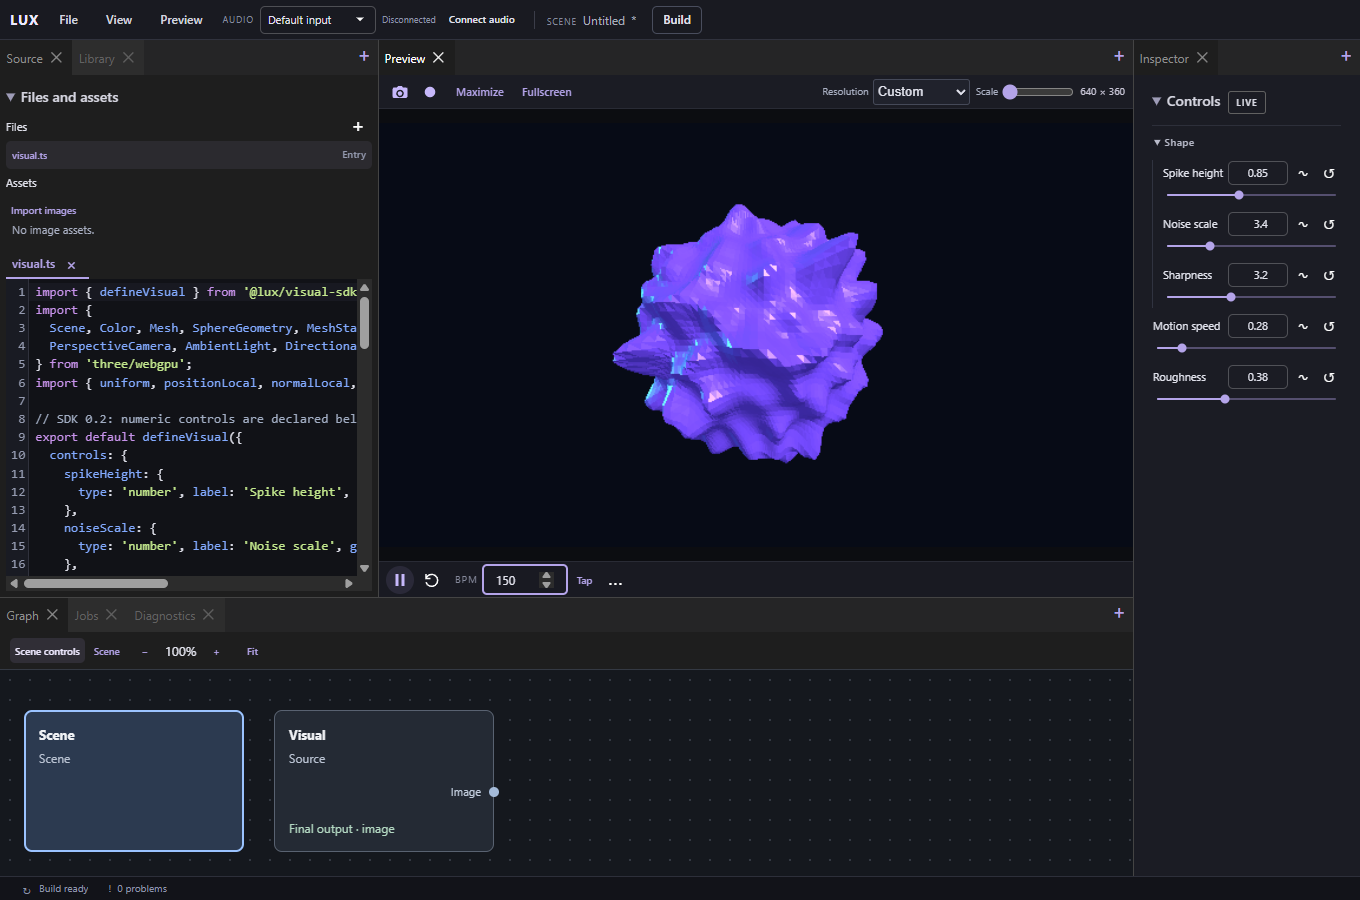 LUX File View Preview AUDIO Default input Disconnected Connect audio SCENE Untitled * Build
Source Library +
Files and assets
Files +
visual.ts Entry
Assets
Import images
No image assets.
visual.ts x
1 import { defineVisual } from '@lux/visual-sdk
2 import {
3 Scene, Color, Mesh, SphereGeometry, MeshSta
4 PerspectiveCamera, AmbientLight, Directiona
5 } from 'three/webgpu';
6 import { uniform, positionLocal, normalLocal,
7
8 // SDK 0.2: numeric controls are declared bel
9 export default defineVisual({
10 controls: {
11 spikeHeight: {
12 type: 'number', label: 'Spike height',
13 },
14 noiseScale: {
15 type: 'number', label: 'Noise scale', g
16 },
Preview +
Maximize Fullscreen Resolution Custom Scale 640 × 360
BPM 150 Tap ...
Inspector +
Controls LIVE
Shape
Spike height 0.85
Noise scale 3.4
Sharpness 3.2
Motion speed 0.28
Roughness 0.38
Graph Jobs Diagnostics +
Scene controls Scene − 100% + Fit
Scene
Scene
Visual
Source
Image
Final output · image
Build ready ! 0 problems